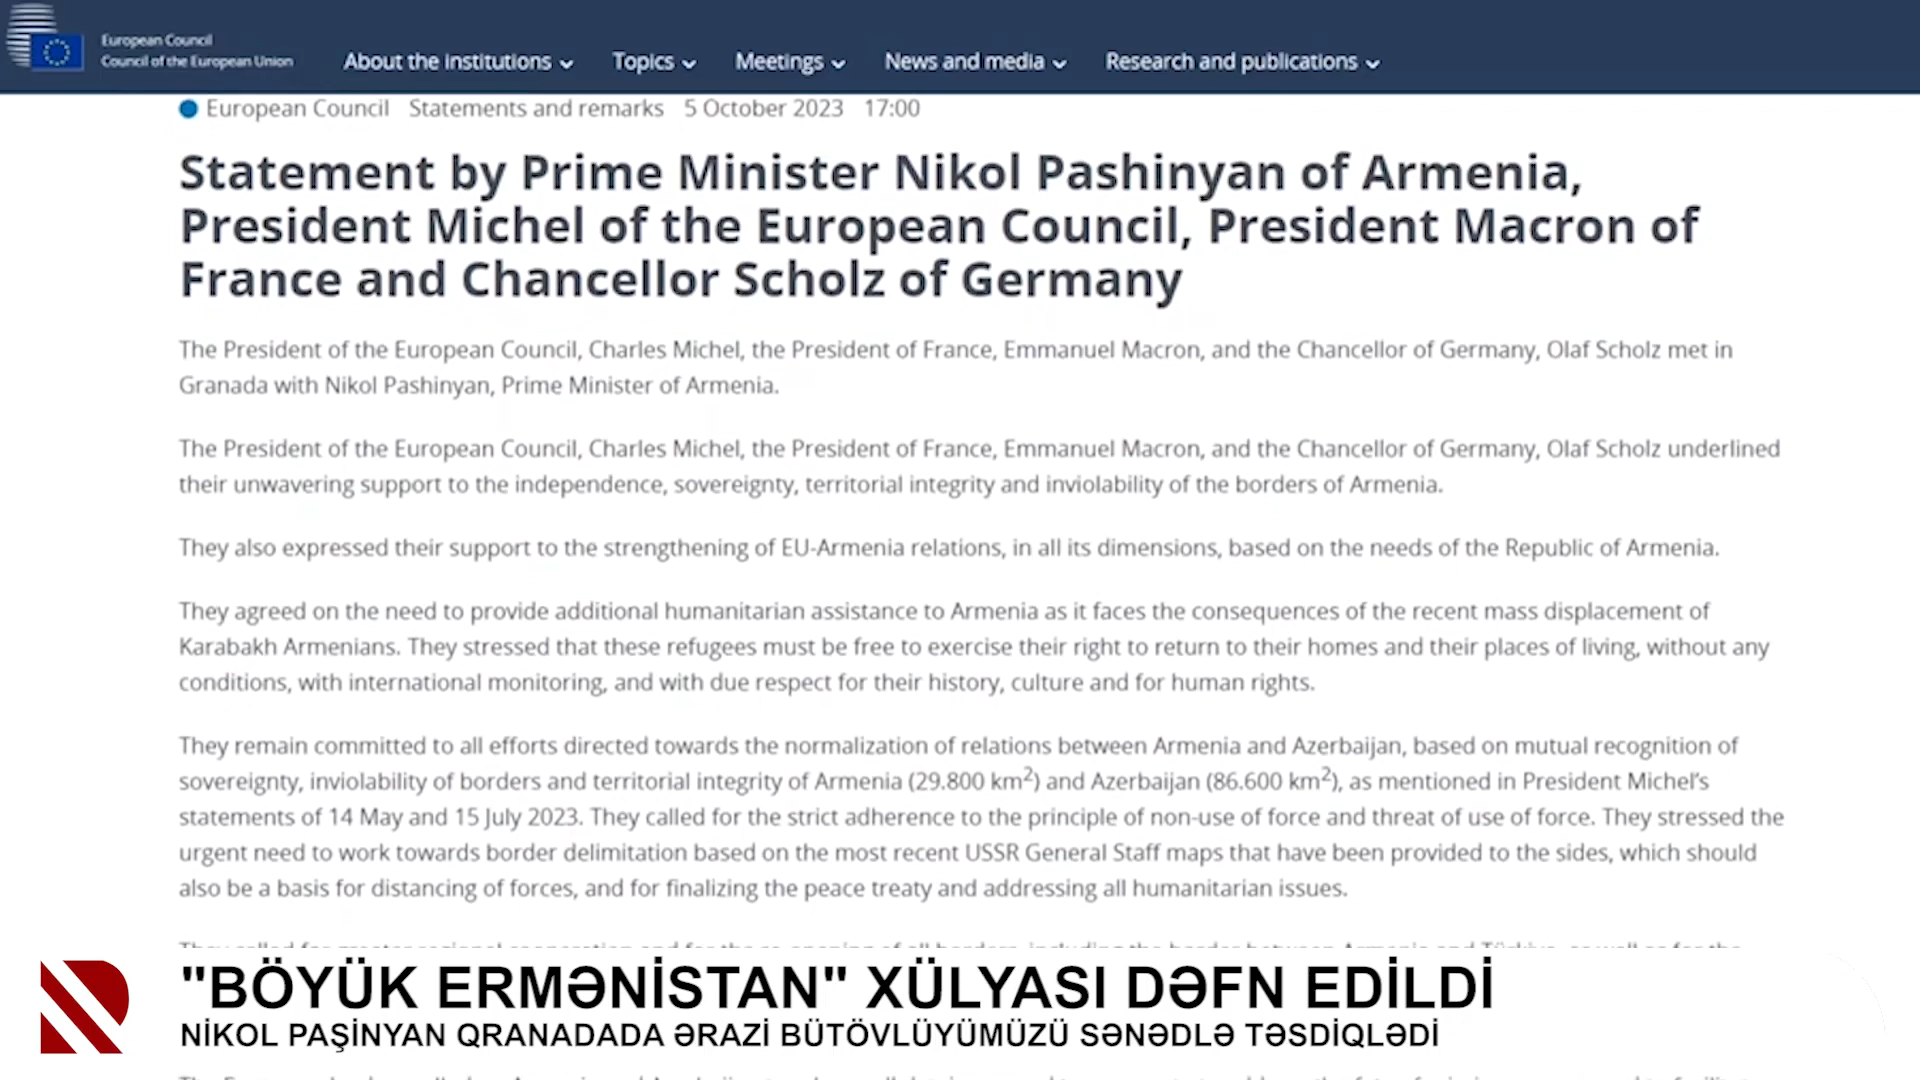 European Council
Council of the European Union
About the institutions
Topics
Meetings
News and media
Research and publications
European Council Statements and remarks 5 October 2023 17:00
Statement by Prime Minister Nikol Pashinyan of Armenia,
President Michel of the European Council, President Macron of
France and Chancellor Scholz of Germany
The President of the European Council, Charles Michel, the President of France, Emmanuel Macron, and the Chancellor of Germany, Olaf Scholz met in
Granada with Nikol Pashinyan, Prime Minister of Armenia.
The President of the European Council, Charles Michel, the President of France, Emmanuel Macron, and the Chancellor of Germany, Olaf Scholz underlined
their unwavering support to the independence, sovereignty, territorial integrity and inviolability of the borders of Armenia.
They also expressed their support to the strengthening of EU-Armenia relations, in all its dimensions, based on the needs of the Republic of Armenia.
They agreed on the need to provide additional humanitarian assistance to Armenia as it faces the consequences of the recent mass displacement of
Karabakh Armenians. They stressed that these refugees must be free to exercise their right to return to their homes and their places of living, without any
conditions, with international monitoring, and with due respect for their history, culture and for human rights.
They remain committed to all efforts directed towards the normalization of relations between Armenia and Azerbaijan, based on mutual recognition of
sovereignty, inviolability of borders and territorial integrity of Armenia (29.800 km²) and Azerbaijan (86.600 km²), as mentioned in President Michel's
statements of 14 May and 15 July 2023. They called for the strict adherence to the principle of non-use of force and threat of use of force. They stressed the
urgent need to work towards border delimitation based on the most recent USSR General Staff maps that have been provided to the sides, which should
also be a basis for distancing of forces, and for finalizing the peace treaty and addressing all humanitarian issues.
"BÖYÜK ERMƏNİSTAN" XÜLYASI DƏFN EDİLDİ
NİKOL PAŞİNYAN QRANADADA ƏRAZİ BÜTÖVLÜYÜMÜZÜ SƏNƏDLƏ TƏSDİQLƏDİ